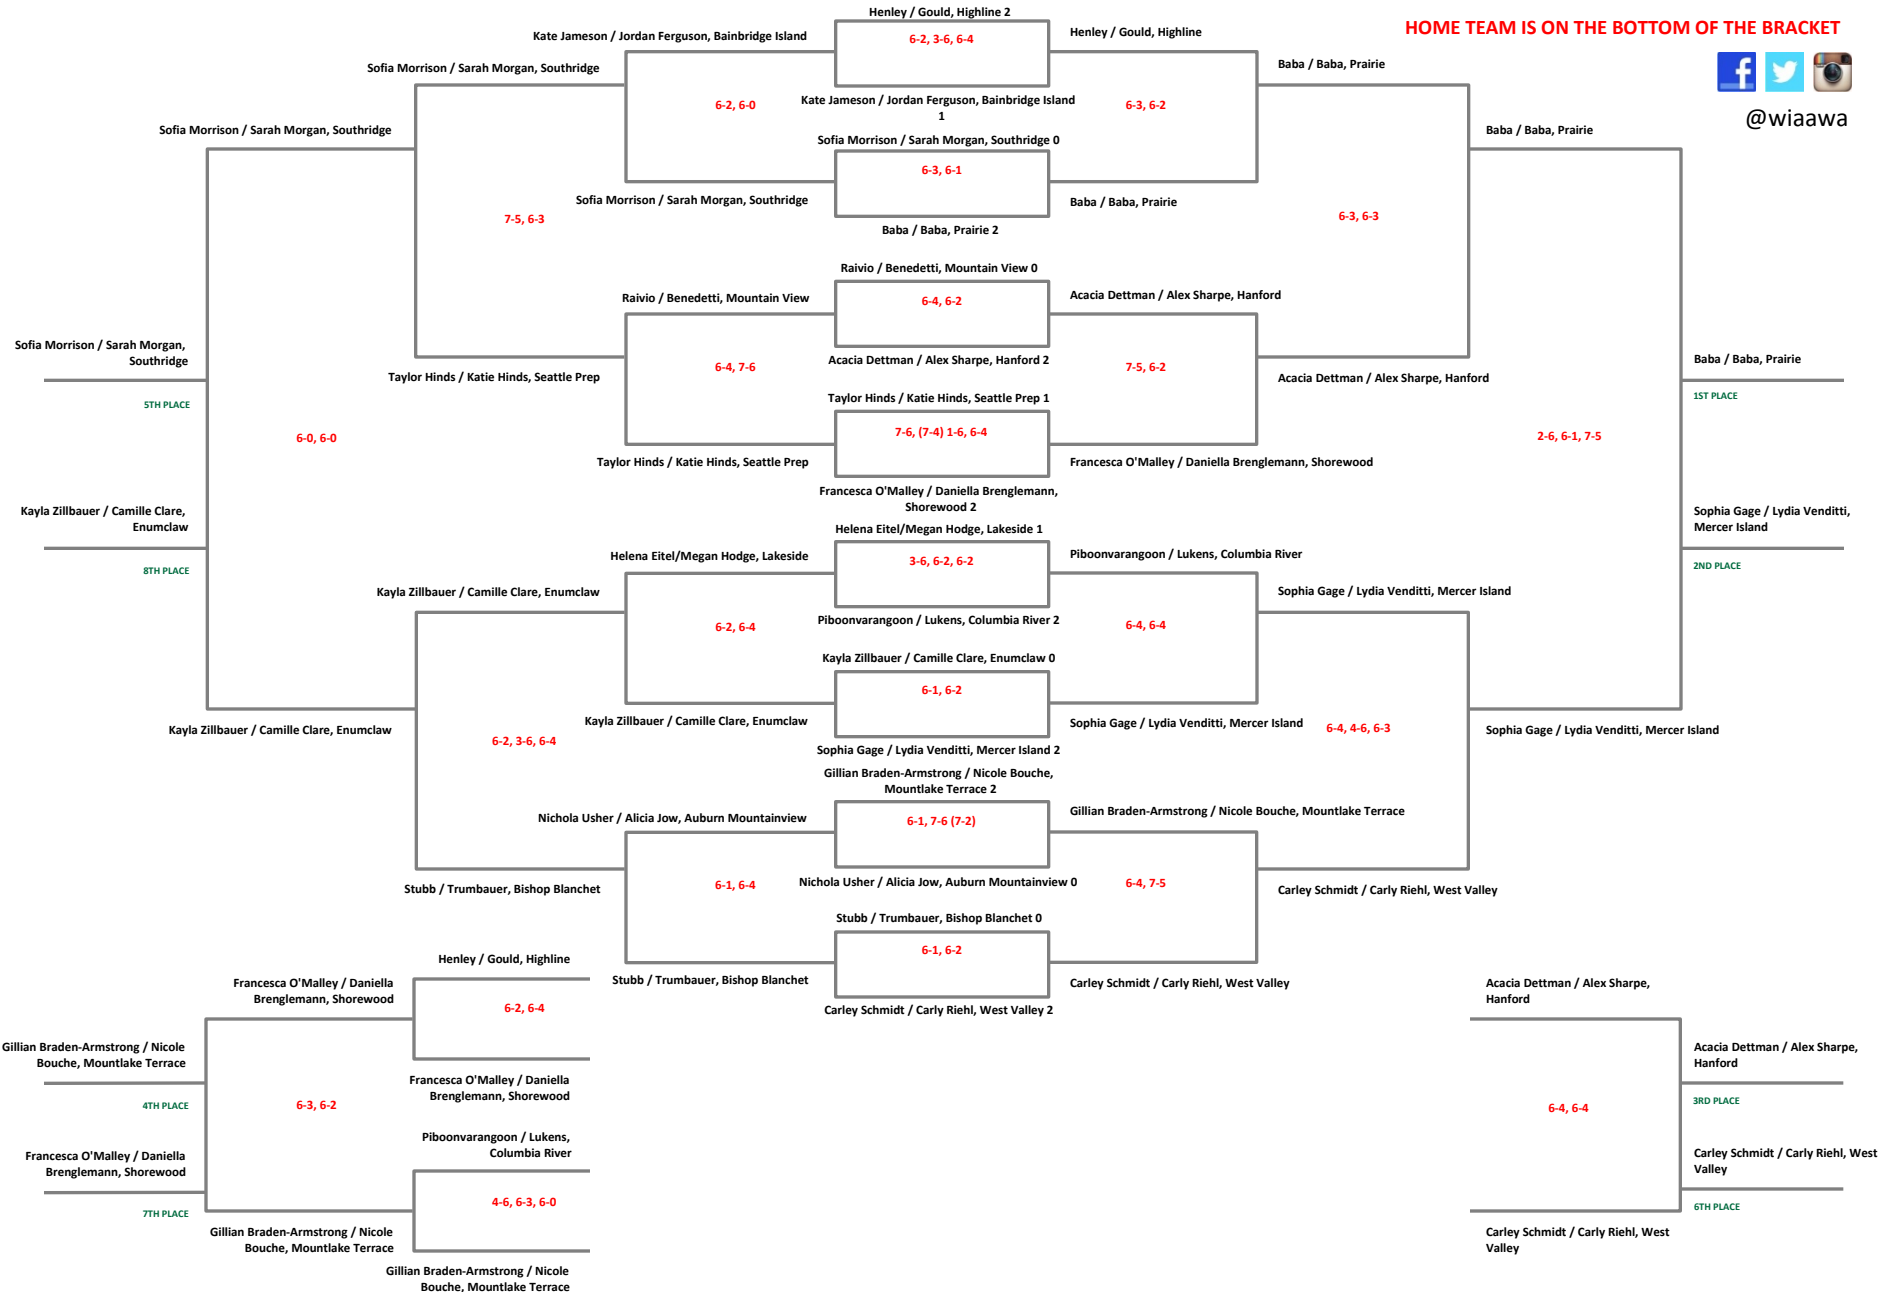 Henley / Gould, Highline 2
HOME TEAM IS ON THE BOTTOM OF THE BRACKET
Kate Jameson / Jordan Ferguson, Bainbridge Island
6-2, 3-6, 6-4
Henley / Gould, Highline
Sofia Morrison / Sarah Morgan, Southridge
Baba / Baba, Prairie
6-2, 6-0
Kate Jameson / Jordan Ferguson, Bainbridge Island
1
6-3, 6-2
@wiaawa
Sofia Morrison / Sarah Morgan, Southridge
Sofia Morrison / Sarah Morgan, Southridge 0
Baba / Baba, Prairie
6-3, 6-1
Sofia Morrison / Sarah Morgan, Southridge
Baba / Baba, Prairie
7-5, 6-3
6-3, 6-3
Baba / Baba, Prairie 2
Raivio / Benedetti, Mountain View 0
Raivio / Benedetti, Mountain View
6-4, 6-2
Acacia Dettman / Alex Sharpe, Hanford
Sofia Morrison / Sarah Morgan,
Southridge
Acacia Dettman / Alex Sharpe, Hanford 2
Baba / Baba, Prairie
6-4, 7-6
7-5, 6-2
Taylor Hinds / Katie Hinds, Seattle Prep
Acacia Dettman / Alex Sharpe, Hanford
5TH PLACE
Taylor Hinds / Katie Hinds, Seattle Prep 1
1ST PLACE
6-0, 6-0
7-6, (7-4) 1-6, 6-4
2-6, 6-1, 7-5
Taylor Hinds / Katie Hinds, Seattle Prep
Francesca O'Malley / Daniella Brenglemann, Shorewood
Francesca O'Malley / Daniella Brenglemann,
Shorewood 2
Kayla Zillbauer / Camille Clare,
Enumclaw
Sophia Gage / Lydia Venditti,
Mercer Island
Helena Eitel/Megan Hodge, Lakeside 1
Helena Eitel/Megan Hodge, Lakeside
3-6, 6-2, 6-2
Piboonvarangoon / Lukens, Columbia River
8TH PLACE
2ND PLACE
Kayla Zillbauer / Camille Clare, Enumclaw
Sophia Gage / Lydia Venditti, Mercer Island
6-2, 6-4
Piboonvarangoon / Lukens, Columbia River 2
6-4, 6-4
Kayla Zillbauer / Camille Clare, Enumclaw 0
6-1, 6-2
Kayla Zillbauer / Camille Clare, Enumclaw
Sophia Gage / Lydia Venditti, Mercer Island
Kayla Zillbauer / Camille Clare, Enumclaw
6-2, 3-6, 6-4
6-4, 4-6, 6-3
Sophia Gage / Lydia Venditti, Mercer Island
Sophia Gage / Lydia Venditti, Mercer Island 2
Gillian Braden-Armstrong / Nicole Bouche,
Mountlake Terrace 2
Nichola Usher / Alicia Jow, Auburn Mountainview
6-1, 7-6 (7-2)
Gillian Braden-Armstrong / Nicole Bouche, Mountlake Terrace
Stubb / Trumbauer, Bishop Blanchet
6-1, 6-4
Nichola Usher / Alicia Jow, Auburn Mountainview 0
6-4, 7-5
Carley Schmidt / Carly Riehl, West Valley
Stubb / Trumbauer, Bishop Blanchet 0
6-1, 6-2
Henley / Gould, Highline
Stubb / Trumbauer, Bishop Blanchet
Carley Schmidt / Carly Riehl, West Valley
Francesca O'Malley / Daniella
Brenglemann, Shorewood
Acacia Dettman / Alex Sharpe,
Hanford
6-2, 6-4
Carley Schmidt / Carly Riehl, West Valley 2
Gillian Braden-Armstrong / Nicole
Bouche, Mountlake Terrace
Acacia Dettman / Alex Sharpe,
Hanford
Francesca O'Malley / Daniella
Brenglemann, Shorewood
4TH PLACE
6-3, 6-2
6-4, 6-4
3RD PLACE
Piboonvarangoon / Lukens,
Columbia River
Francesca O'Malley / Daniella
Brenglemann, Shorewood
Carley Schmidt / Carly Riehl, West
Valley
4-6, 6-3, 6-0
7TH PLACE
6TH PLACE
Gillian Braden-Armstrong / Nicole
Bouche, Mountlake Terrace
Carley Schmidt / Carly Riehl, West
Valley
Gillian Braden-Armstrong / Nicole
Bouche, Mountlake Terrace